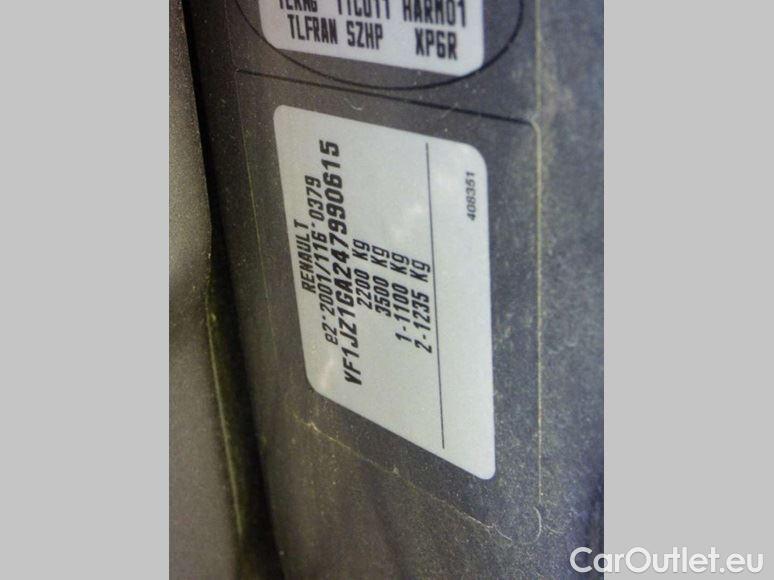 TLFRAN SZHP XP6R
RENAULT
e2*2001/116*0379
VF1JZ1GA247990615
2200 Kg
3500 Kg
1-1100 Kg
2-1235 Kg
408351
CarOutlet.eu